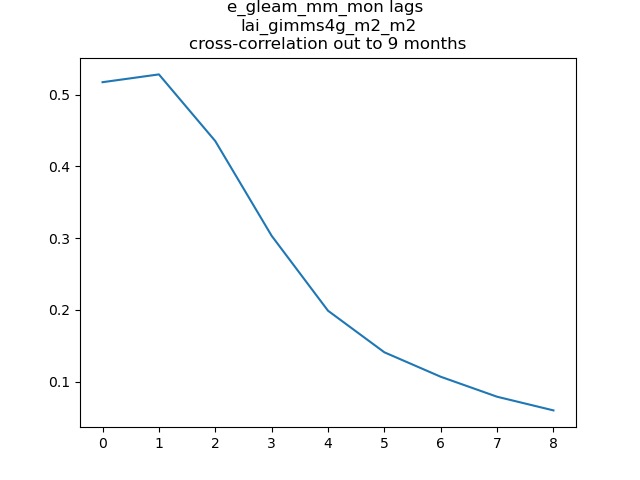 e_gleam_mm_mon lags
lai_gimms4g_m2_m2
cross-correlation out to 9 months
0.5
0.4
0.3
0.2
0.1
0 1 2 3 4 5 6 7 8